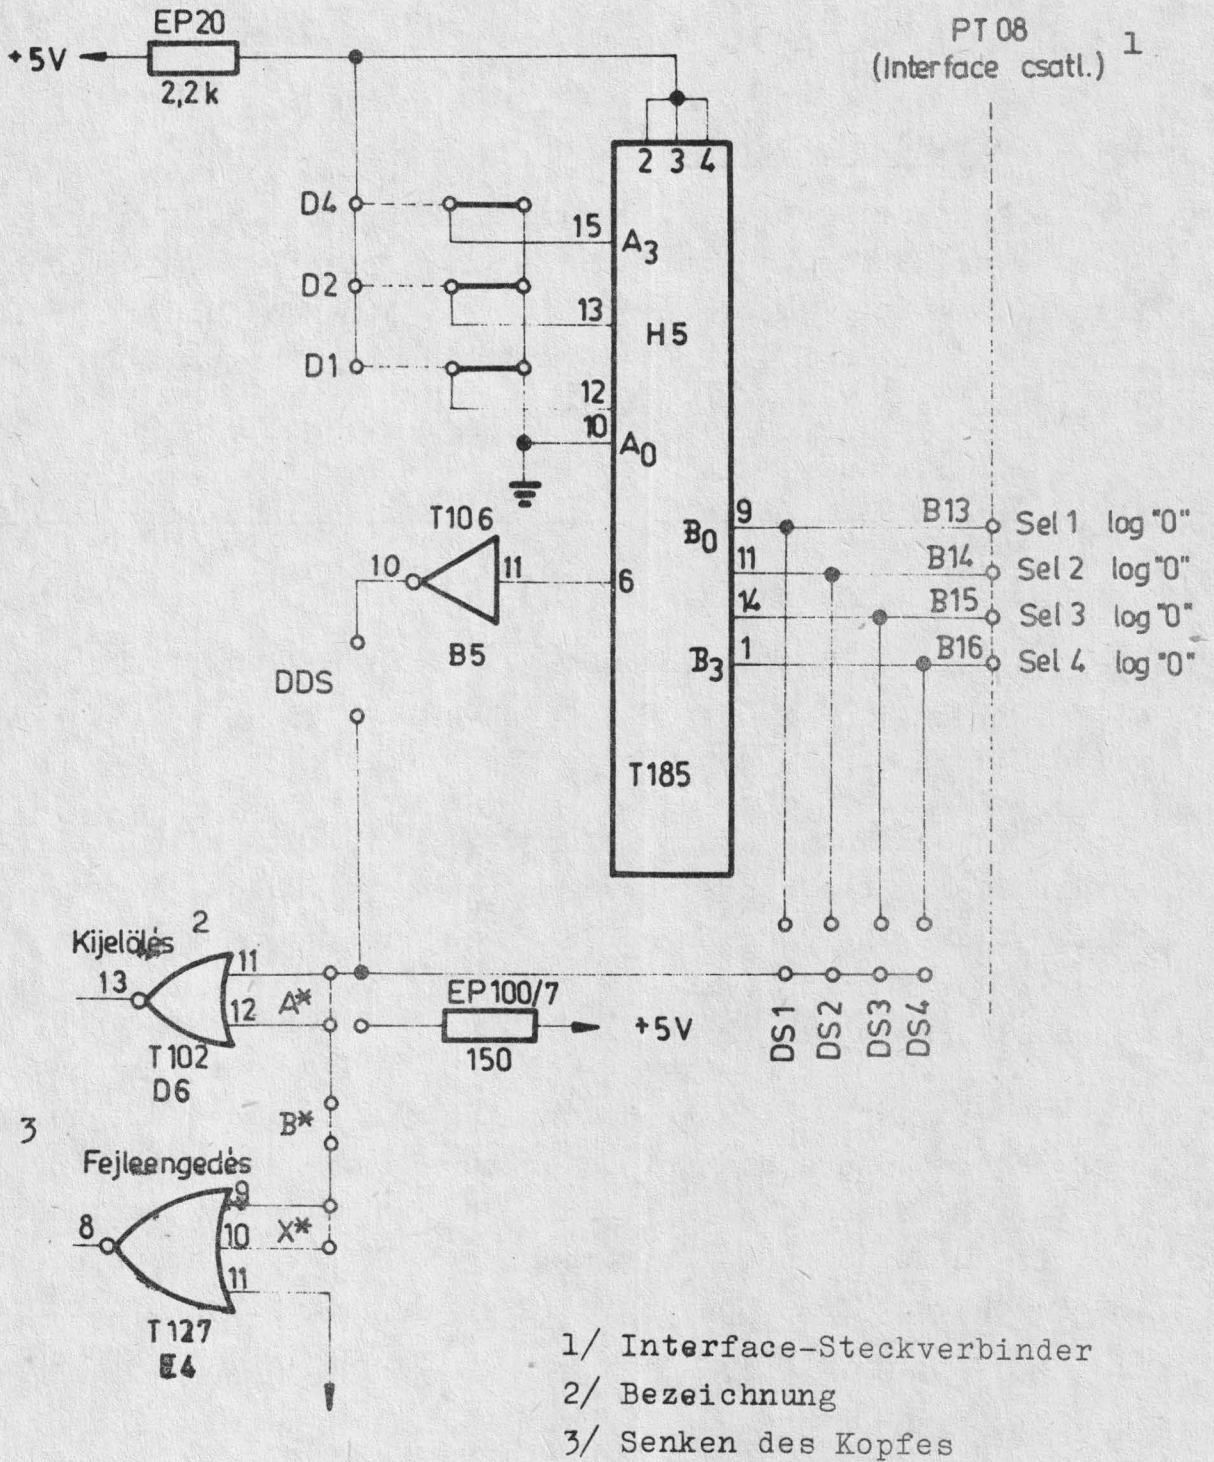 EP20
+5V
2,2k
PT 08 1
(Interface csatl.)
2 3 4
D4
15 A3
D2
13
H5
D1
12
10 A0
T106
10 11 6
B5
DDS
B0 9 B13 Sel 1 log "0"
11 B14 Sel 2 log "0"
14 B15 Sel 3 log "0"
B3 1 B16 Sel 4 log "0"
T185
Kijelölés 2
13 11
12 A*
T102
D6
EP100/7
+5V
150
DS1 DS2 DS3 DS4
B*
3
Fejleengedés
9
8 10 X*
11
T127
E4
1/ Interface-Steckverbinder
2/ Bezeichnung
3/ Senken des Kopfes